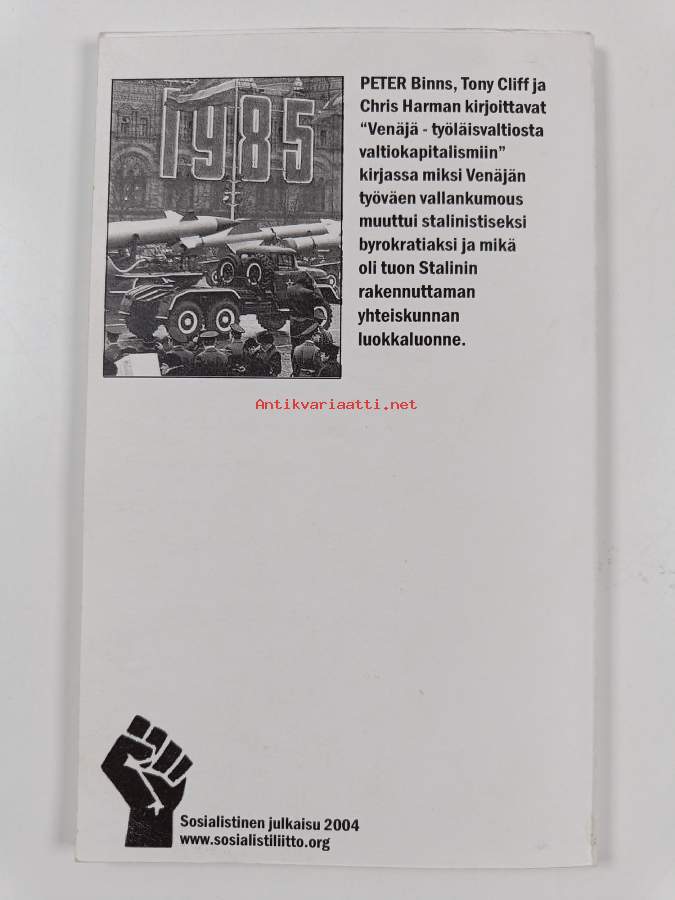 1985
PETER Binns, Tony Cliff ja
Chris Harman kirjoittavat
“Venäjä - työläisvaltiosta
valtiokapitalismiin”
kirjassa miksi Venäjän
työväen vallankumous
muuttui stalinistiseksi
byrokratiaksi ja mikä
oli tuon Stalinin
rakennuttaman
yhteiskunnan
luokkaluonne.
Antikvariaatti.net
Sosialistinen julkaisu 2004
www.sosialistiliitto.org